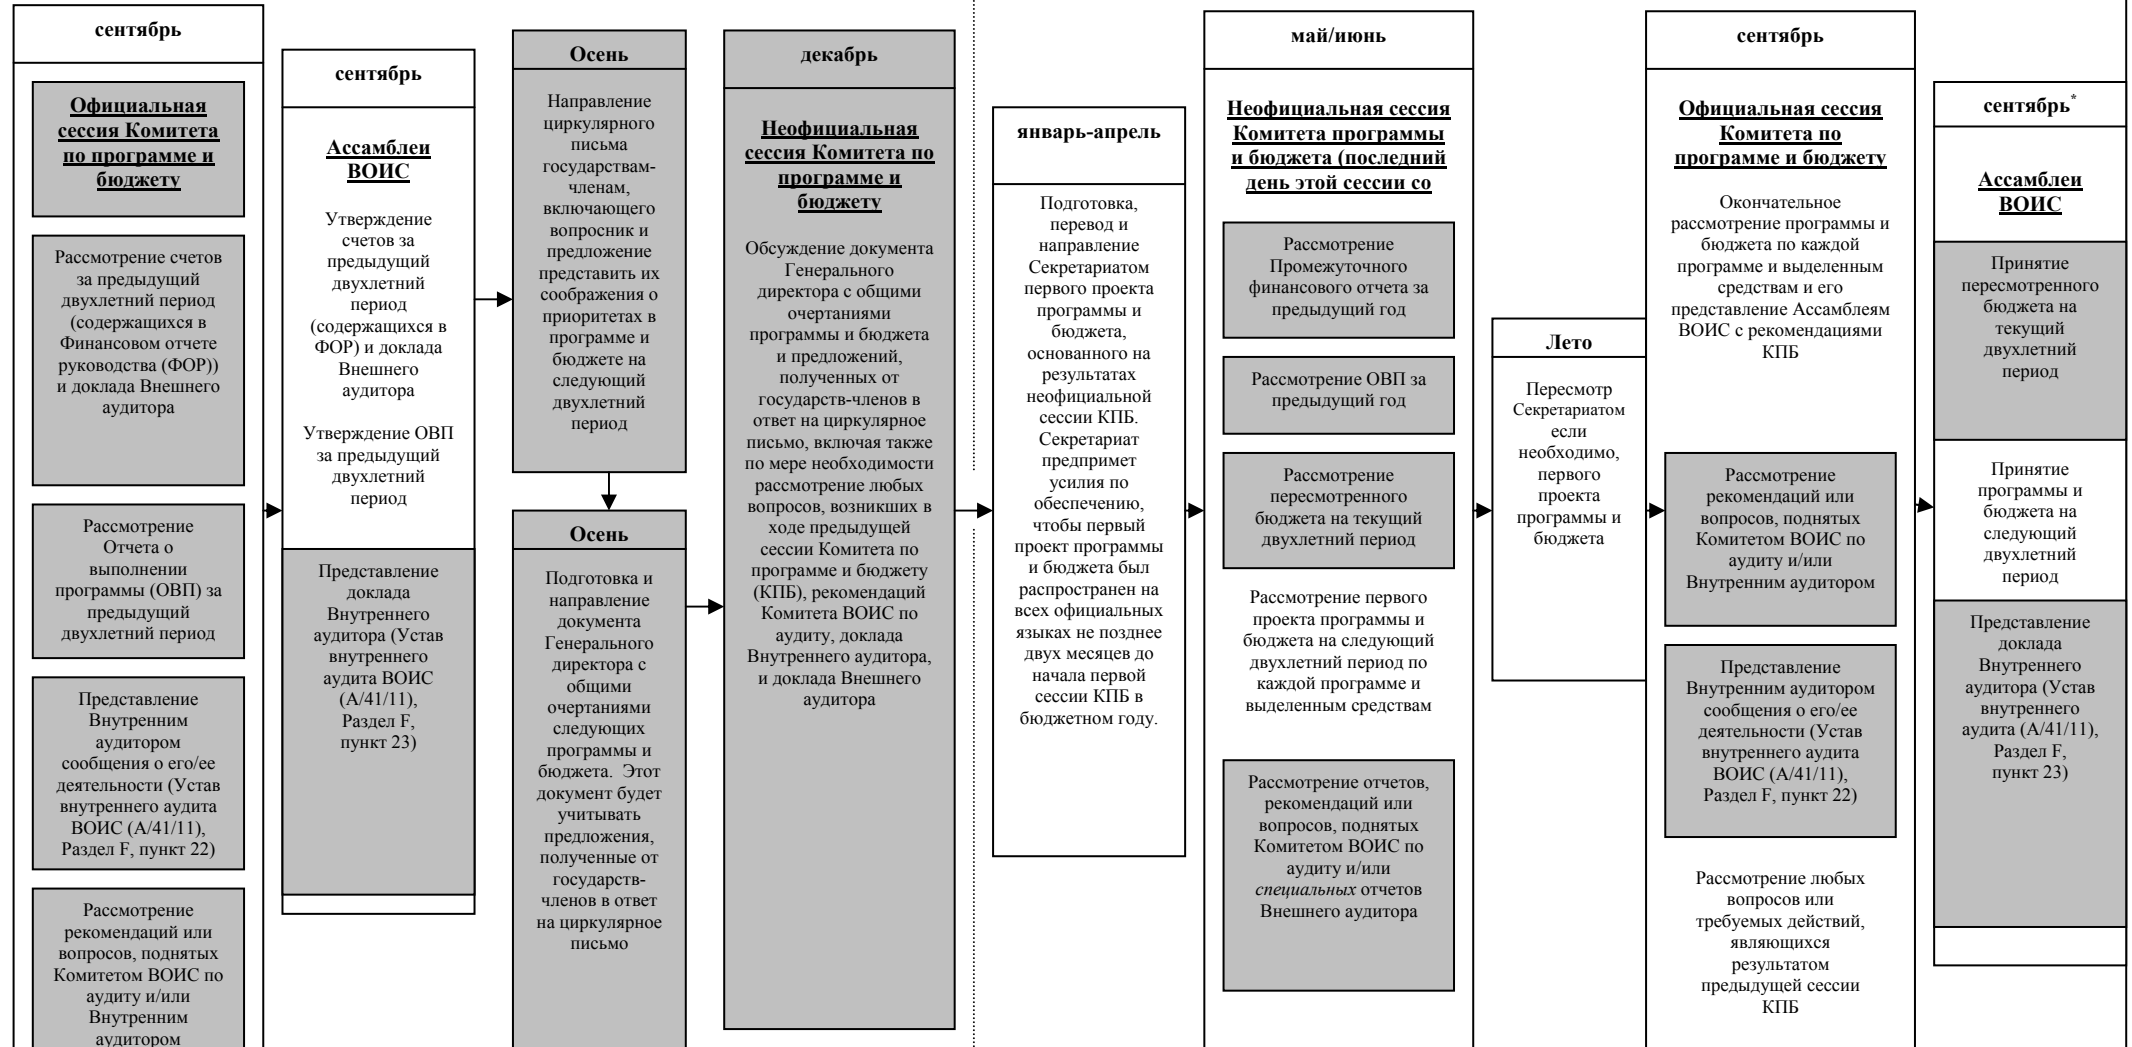 сентябрь
Официальная
сессия Комитета
по программе и
бюджету
Рассмотрение счетов
за предыдущий
двухлетний период
(содержащихся в
Финансовом отчете
руководства (ФОР))
и доклада Внешнего
аудитора
Рассмотрение
Отчета о
выполнении
программы (ОВП) за
предыдущий
двухлетний период
Представление
Внутренним
аудитором
сообщения о его/ее
деятельности (Устав
внутреннего аудита
ВОИС (A/41/11),
Раздел F, пункт 22)
Рассмотрение
рекомендаций или
вопросов, поднятых
Комитетом ВОИС по
аудиту и/или
Внутренним
аудитором
сентябрь
Ассамблеи
ВОИС
Утверждение
счетов за
предыдущий
двухлетний
период
(содержащихся в
ФОР) и доклада
Внешнего
аудитора
Утверждение ОВП
за предыдущий
двухлетний
период
Представление
доклада
Внутреннего
аудитора (Устав
внутреннего
аудита ВОИС
(A/41/11),
Раздел F,
пункт 23)
Осень
Направление
циркулярного
письма
государствам-
членам,
включающего
вопросник и
предложение
представить их
соображения о
приоритетах в
программе и
бюджете на
следующий
двухлетний
период
Осень
Подготовка и
направление
документа
Генерального
директора с
общими
очертаниями
следующих
программы и
бюджета.  Этот
документ будет
учитывать
предложения,
полученные от
государств-
членов в ответ
на циркулярное
письмо
декабрь
Неофициальная
сессия Комитета по
программе и
бюджету
Обсуждение документа
Генерального
директора с общими
очертаниями
программы и бюджета
и предложений,
полученных от
государств-членов в
ответ на циркулярное
письмо, включая также
по мере необходимости
рассмотрение любых
вопросов, возникших в
ходе предыдущей
сессии Комитета по
программе и бюджету
(КПБ), рекомендаций
Комитета ВОИС по
аудиту, доклада
Внутреннего аудитора,
и доклада Внешнего
аудитора
январь-апрель
Подготовка,
перевод и
направление
Секретариатом
первого проекта
программы и
бюджета,
основанного на
результатах
неофициальной
сессии КПБ.
Секретариат
предпримет
усилия по
обеспечению,
чтобы первый
проект программы
и бюджета был
распространен на
всех официальных
языках не позднее
двух месяцев до
начала первой
сессии КПБ в
бюджетном году.
май/июнь
Неофициальная сессия
Комитета программы
и бюджета (последний
день этой сессии со
Рассмотрение
Промежуточного
финансового отчета за
предыдущий год
Рассмотрение ОВП за
предыдущий год
Рассмотрение
пересмотренного
бюджета на текущий
двухлетний период
Рассмотрение первого
проекта программы и
бюджета на следующий
двухлетний период по
каждой программе и
выделенным средствам
Рассмотрение отчетов,
рекомендаций или
вопросов, поднятых
Комитетом ВОИС по
аудиту и/или
специальных отчетов
Внешнего аудитора
Лето
Пересмотр
Секретариатом
если
необходимо,
первого
проекта
программы и
бюджета
сентябрь
Официальная сессия
Комитета по
программе и бюджету
Окончательное
рассмотрение программы и
бюджета по каждой
программе и выделенным
средствам и его
представление Ассамблеям
ВОИС с рекомендациями
КПБ
Рассмотрение
рекомендаций или
вопросов, поднятых
Комитетом ВОИС по
аудиту и/или
Внутренним аудитором
Представление
Внутренним аудитором
сообщения о его/ее
деятельности (Устав
внутреннего аудита
ВОИС (A/41/11),
Раздел F, пункт 22)
Рассмотрение любых
вопросов или
требуемых действий,
являющихся
результатом
предыдущей сессии
КПБ
сентябрь*
Ассамблеи
ВОИС
Принятие
пересмотренного
бюджета на
текущий
двухлетний
период
Принятие
программы и
бюджета на
следующий
двухлетний
период
Представление
доклада
Внутреннего
аудитора (Устав
внутреннего
аудита (A/41/11),
Раздел F,
пункт 23)